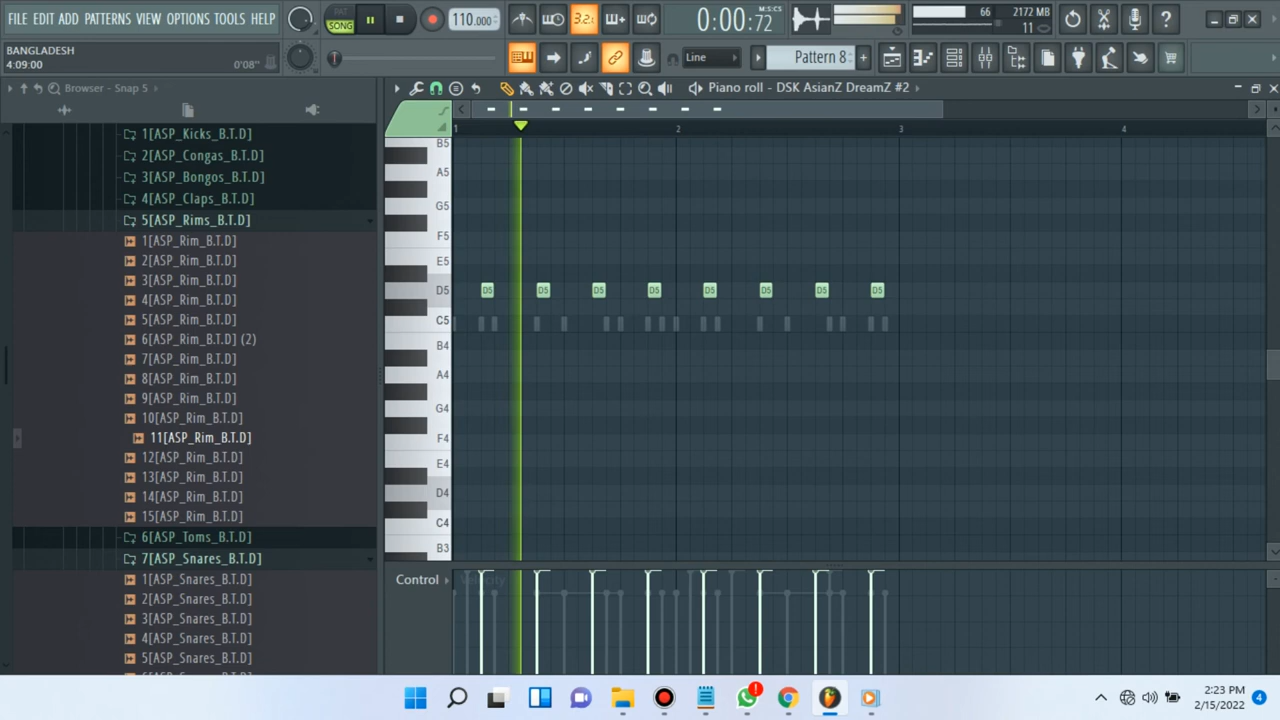 FILE EDIT ADD PATTERNS VIEW OPTIONS TOOLS HELP
PAT
SONG
110.000
3.2
0:00:72
M:S:CS
66
2172 MB
11
BANGLADESH
4:09:00
0'08"
Line
Pattern 8
Browser - Snap 5
Piano roll - DSK AsianZ DreamZ #2
1[ASP_Kicks_B.T.D]
2[ASP_Congas_B.T.D]
3[ASP_Bongos_B.T.D]
4[ASP_Claps_B.T.D]
5[ASP_Rims_B.T.D]
1[ASP_Rim_B.T.D]
2[ASP_Rim_B.T.D]
3[ASP_Rim_B.T.D]
4[ASP_Rim_B.T.D]
5[ASP_Rim_B.T.D]
6[ASP_Rim_B.T.D] (2)
7[ASP_Rim_B.T.D]
8[ASP_Rim_B.T.D]
9[ASP_Rim_B.T.D]
10[ASP_Rim_B.T.D]
11[ASP_Rim_B.T.D]
12[ASP_Rim_B.T.D]
13[ASP_Rim_B.T.D]
14[ASP_Rim_B.T.D]
15[ASP_Rim_B.T.D]
6[ASP_Toms_B.T.D]
7[ASP_Snares_B.T.D]
1[ASP_Snares_B.T.D]
2[ASP_Snares_B.T.D]
3[ASP_Snares_B.T.D]
4[ASP_Snares_B.T.D]
5[ASP_Snares_B.T.D]
1 2 3 4
B5
A5
G5
F5
E5
D5
C5
B4
A4
G4
F4
E4
D4
C4
B3
D5 D5 D5 D5 D5 D5 D5 D5
Control
Velocity
2:23 PM
2/15/2022
4